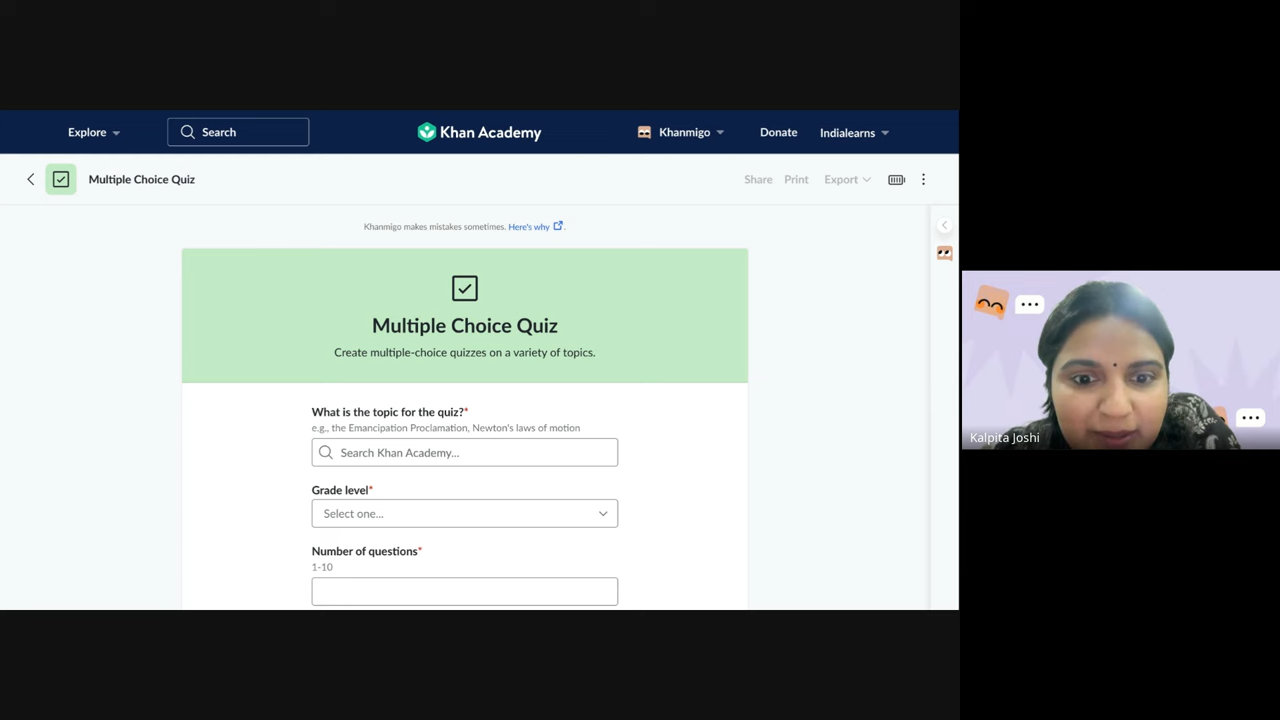 Explore
Search
Khan Academy
Khanmigo
Donate
Indialearns
Multiple Choice Quiz
Share
Print
Export
Khanmigo makes mistakes sometimes. Here's why.
Multiple Choice Quiz
Create multiple-choice quizzes on a variety of topics.
What is the topic for the quiz?*
e.g., the Emancipation Proclamation, Newton's laws of motion
Search Khan Academy...
Grade level*
Select one...
Number of questions*
1-10
Kalpita Joshi